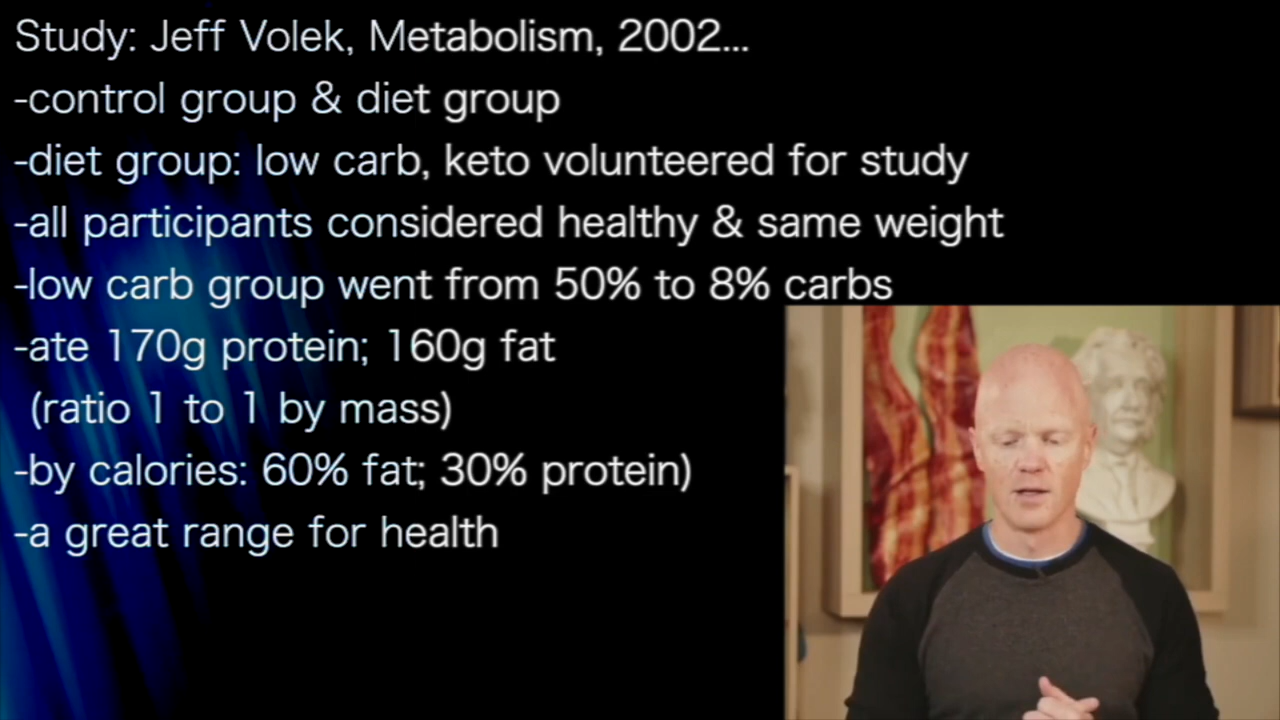 Study: Jeff Volek, Metabolism, 2002...
-control group & diet group
-diet group: low carb, keto volunteered for study
-all participants considered healthy & same weight
-low carb group went from 50% to 8% carbs
-ate 170g protein; 160g fat
(ratio 1 to 1 by mass)
-by calories: 60% fat; 30% protein)
-a great range for health